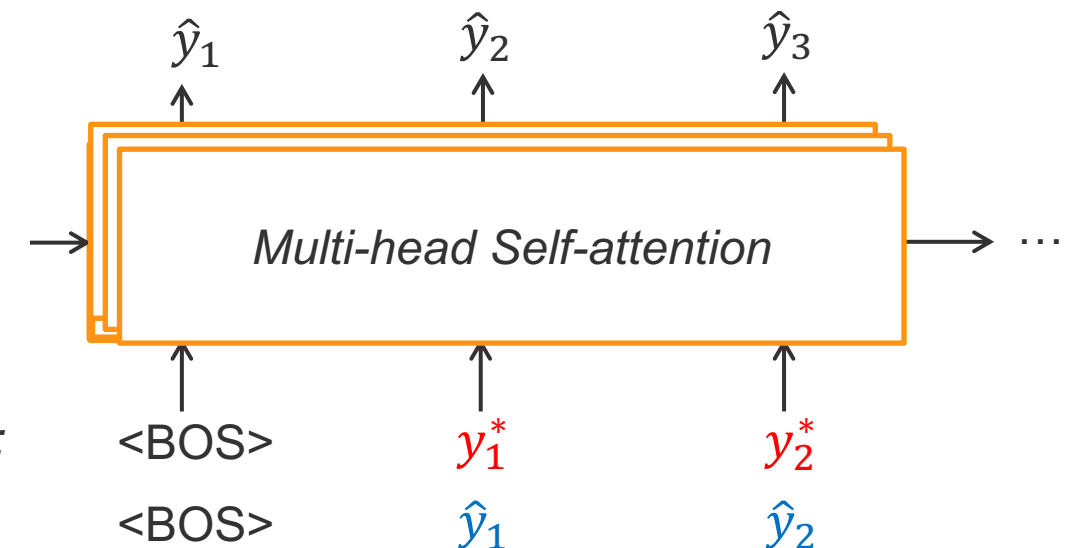 ŷ₁ ŷ₂ ŷ₃
Multi-head Self-attention …
: <BOS> y₁* y₂*
<BOS> ŷ₁ ŷ₂